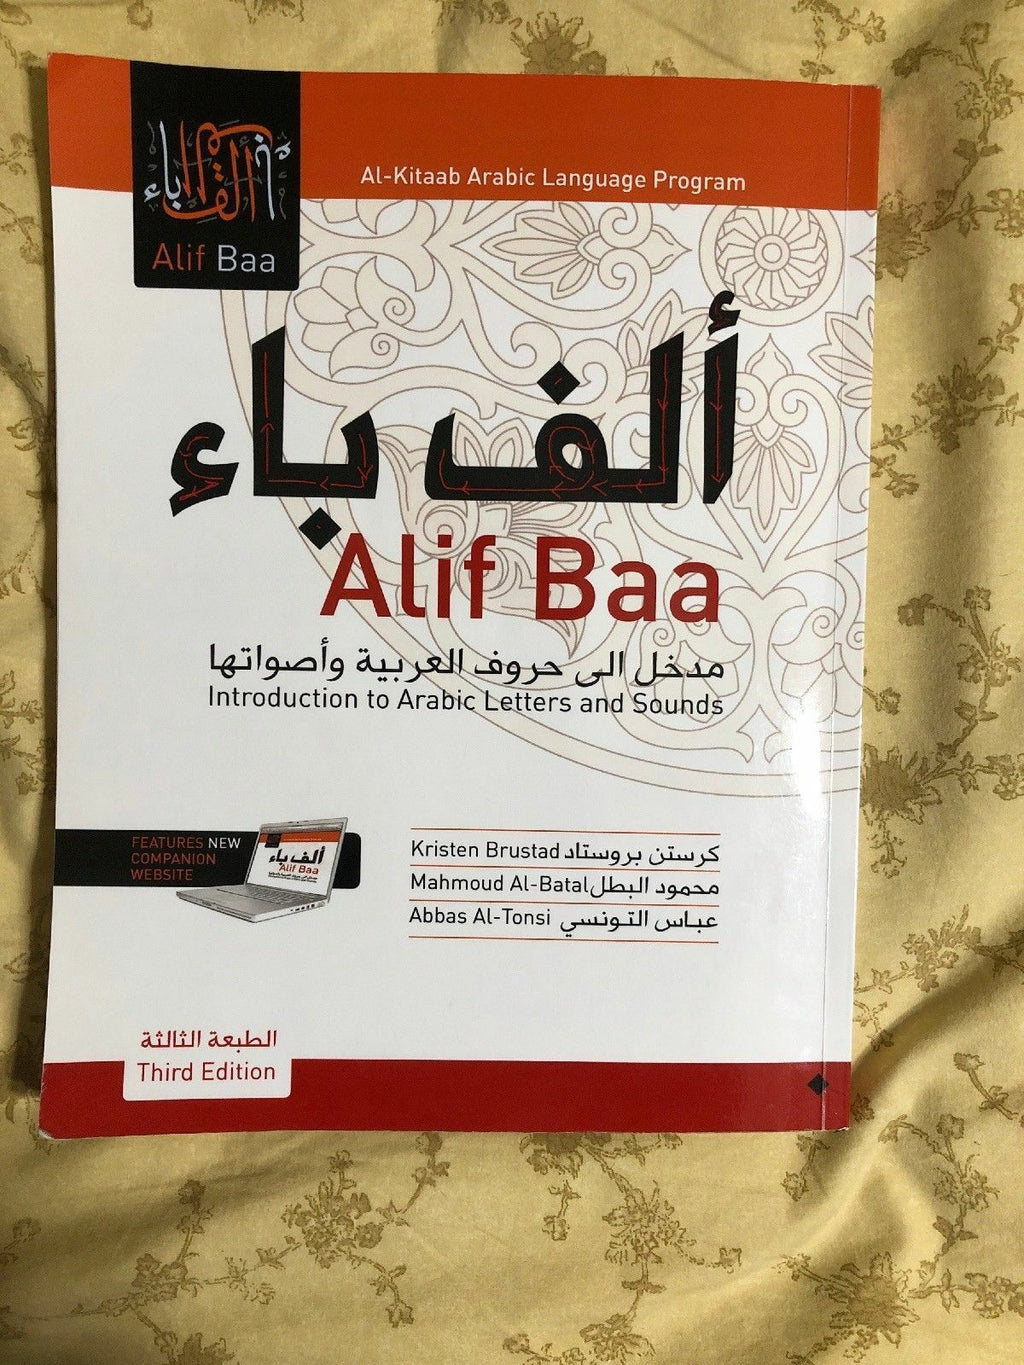 Al-Kitaab Arabic Language Program
Alif Baa
ألف باء
Alif Baa
مدخل الى حروف العربية وأصواتها
Introduction to Arabic Letters and Sounds
FEATURES NEW
COMPANION
WEBSITE
ألف باء
Alif Baa
Kristen Brustad كرستن بروستاد
Mahmoud Al-Batal محمود البطل
Abbas Al-Tonsi عباس التونسي
الطبعة الثالثة
Third Edition